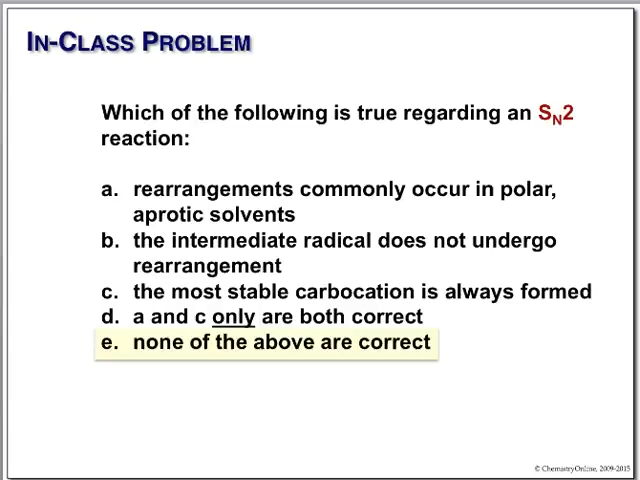 IN-CLASS PROBLEM
Which of the following is true regarding an SN2
reaction:
a. rearrangements commonly occur in polar,
aprotic solvents
b. the intermediate radical does not undergo
rearrangement
c. the most stable carbocation is always formed
d. a and c only are both correct
e. none of the above are correct
© ChemistryOnline, 2009-2015